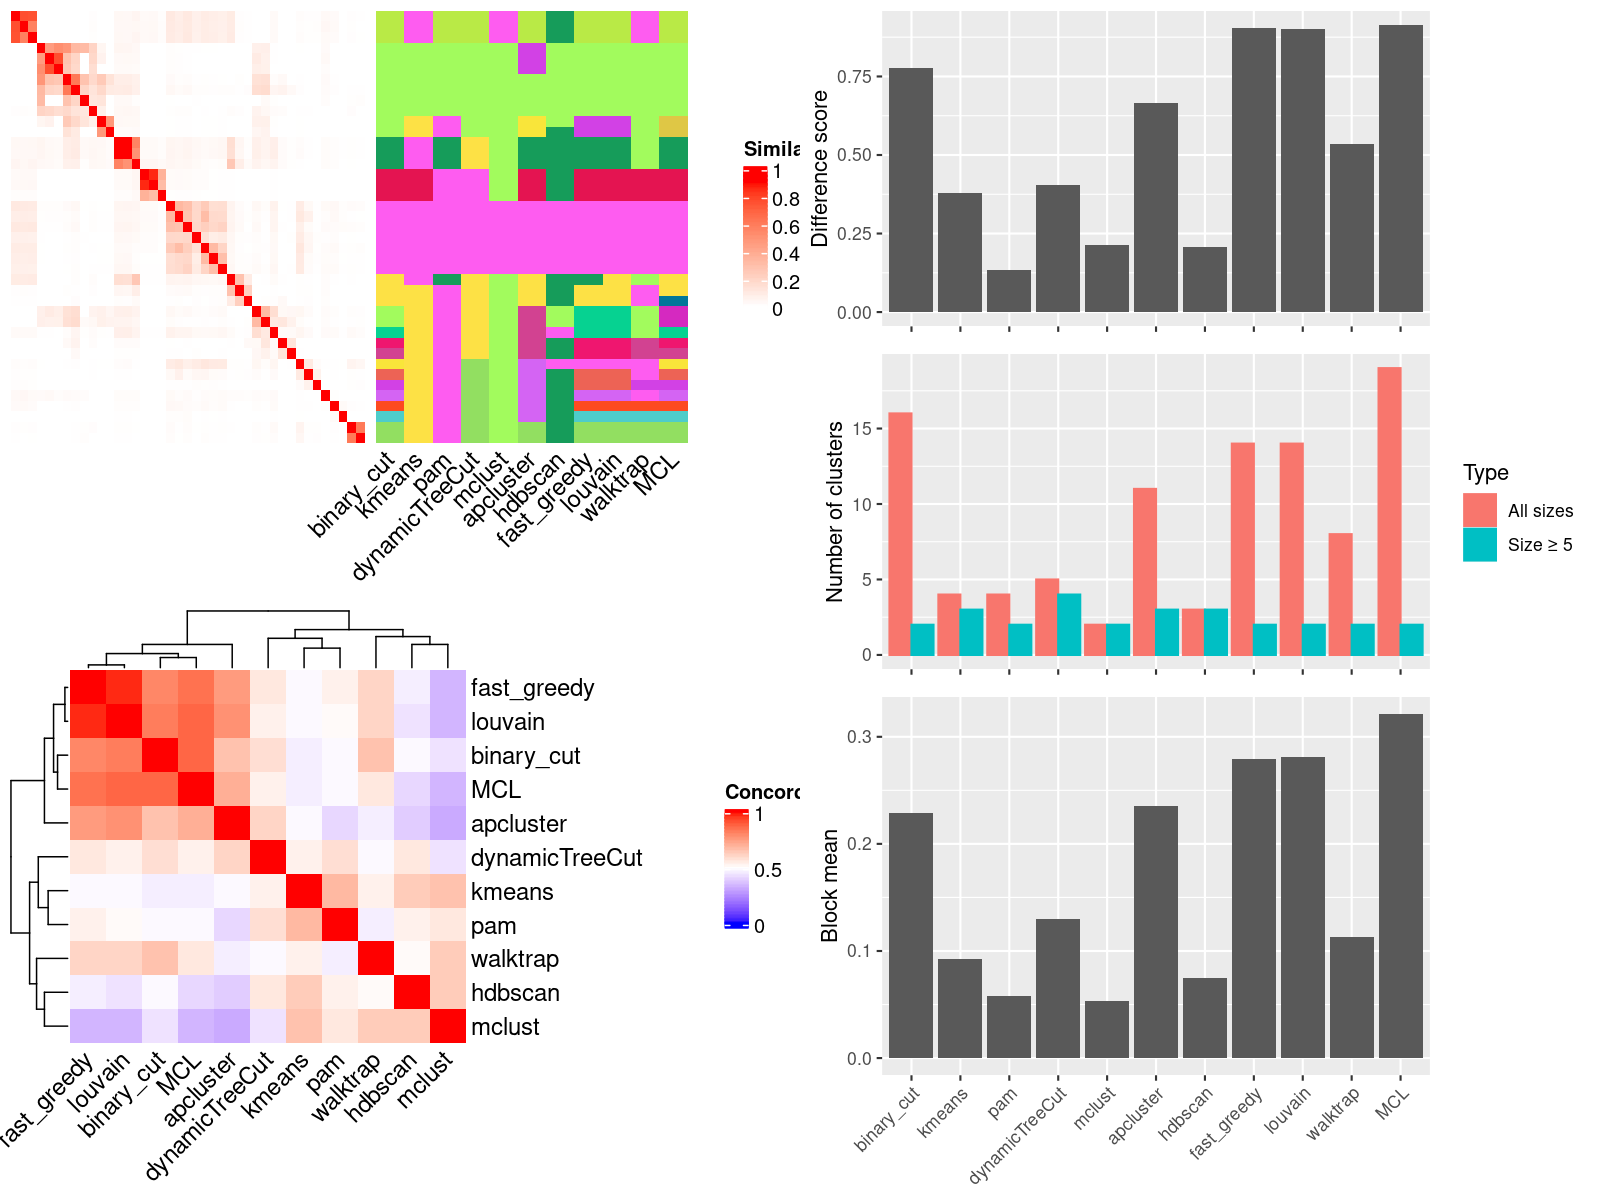 Simila
1
0.8
0.6
0.4
0.2
0
binary_cut
kmeans
pam
dynamicTreeCut
mclust
apcluster
hdbscan
fast_greedy
louvain
walktrap
MCL
Difference score
0.75
0.50
0.25
0.00
Number of clusters
15
10
5
0
Type
All sizes
Size ≥ 5
Block mean
0.3
0.2
0.1
0.0
binary_cut
kmeans
pam
dynamicTreeCut
mclust
apcluster
hdbscan
fast_greedy
louvain
walktrap
MCL
fast_greedy
louvain
binary_cut
MCL
apcluster
dynamicTreeCut
kmeans
pam
walktrap
hdbscan
mclust
Concord
1
0.5
0
fast_greedy
louvain
binary_cut
MCL
apcluster
dynamicTreeCut
kmeans
pam
walktrap
hdbscan
mclust